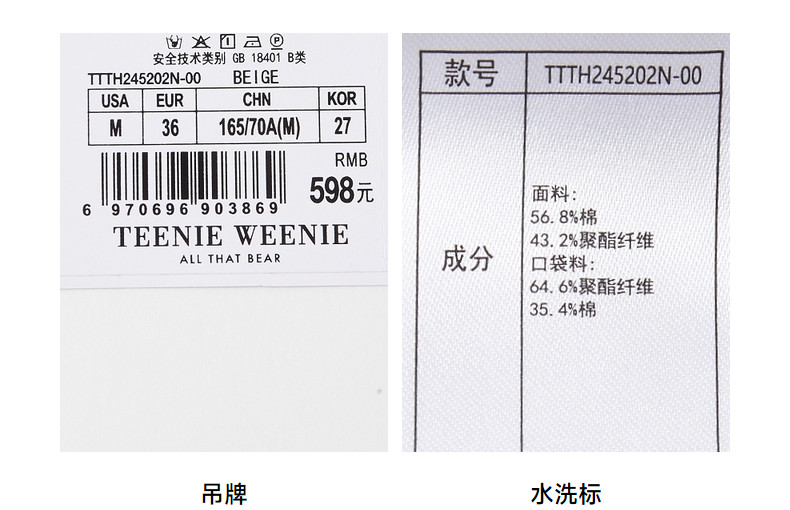 安全技术类别 GB 18401 B类
TTTH245202N-00 BEIGE
USA EUR CHN KOR
M 36 165/70A(M) 27
RMB
598元
6 970696 903869
TEENIE WEENIE
ALL THAT BEAR
吊牌
款号 TTTH245202N-00
成分
面料:
56.8%棉
43.2%聚酯纤维
口袋料:
64.6%聚酯纤维
35.4%棉
水洗标